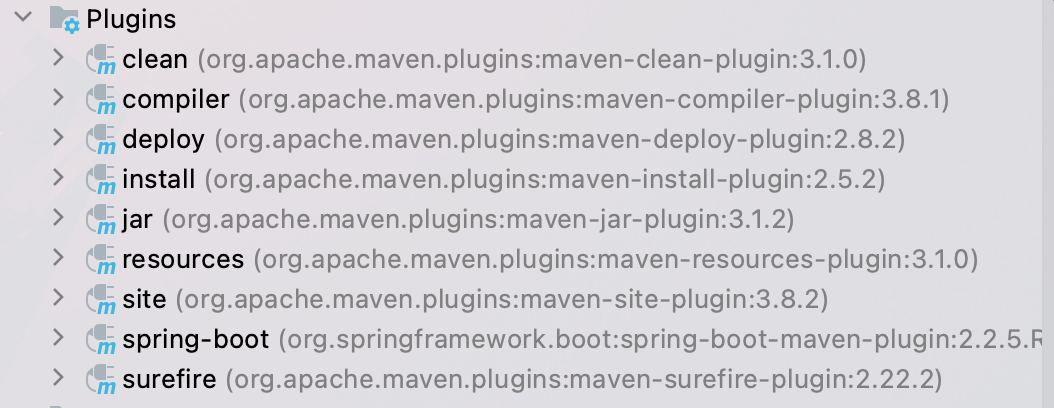 Plugins
clean (org.apache.maven.plugins:maven-clean-plugin:3.1.0)
compiler (org.apache.maven.plugins:maven-compiler-plugin:3.8.1)
deploy (org.apache.maven.plugins:maven-deploy-plugin:2.8.2)
install (org.apache.maven.plugins:maven-install-plugin:2.5.2)
jar (org.apache.maven.plugins:maven-jar-plugin:3.1.2)
resources (org.apache.maven.plugins:maven-resources-plugin:3.1.0)
site (org.apache.maven.plugins:maven-site-plugin:3.8.2)
spring-boot (org.springframework.boot:spring-boot-maven-plugin:2.2.5.R
surefire (org.apache.maven.plugins:maven-surefire-plugin:2.22.2)